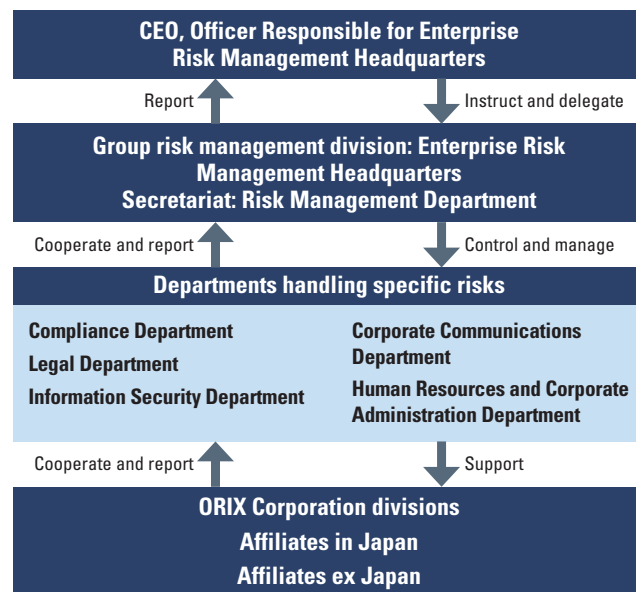 CEO, Officer Responsible for Enterprise
Risk Management Headquarters
Report
Instruct and delegate
Group risk management division: Enterprise Risk
Management Headquarters
Secretariat: Risk Management Department
Cooperate and report
Control and manage
Departments handling specific risks
Compliance Department
Legal Department
Information Security Department
Corporate Communications
Department
Human Resources and Corporate
Administration Department
Cooperate and report
Support
ORIX Corporation divisions
Affiliates in Japan
Affiliates ex Japan